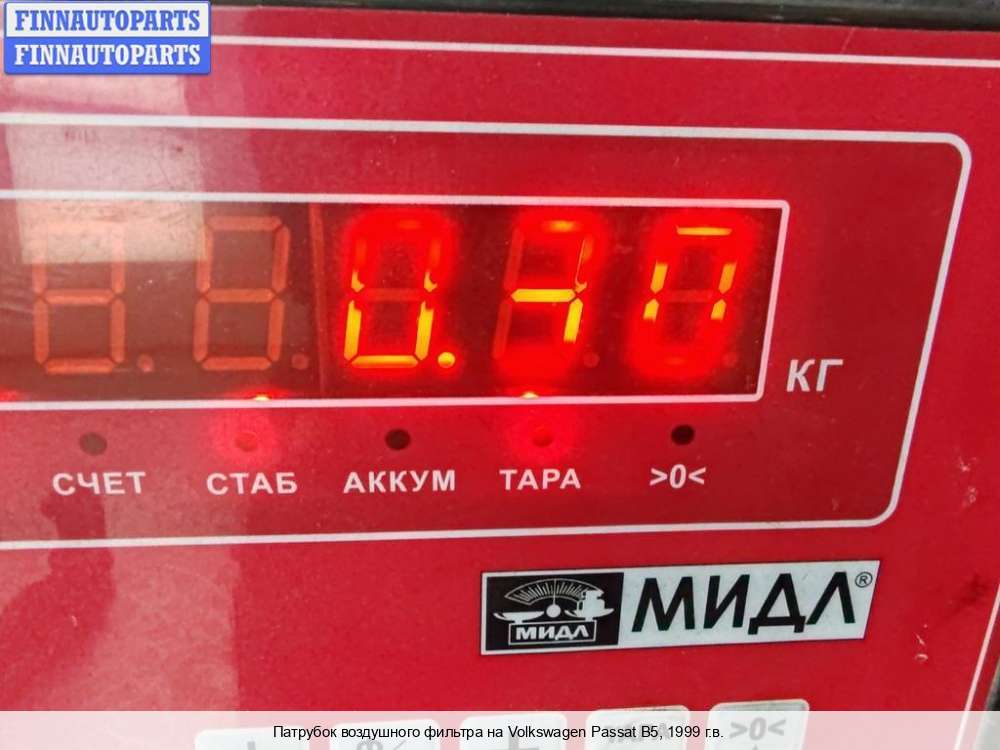 FINNAUTOPARTS
FINNAUTOPARTS
КГ
СЧЕТ СТАБ АККУМ ТАРА >0<
МИДЛ МИДЛ®
>0<
Патрубок воздушного фильтра на Volkswagen Passat B5, 1999 г.в.